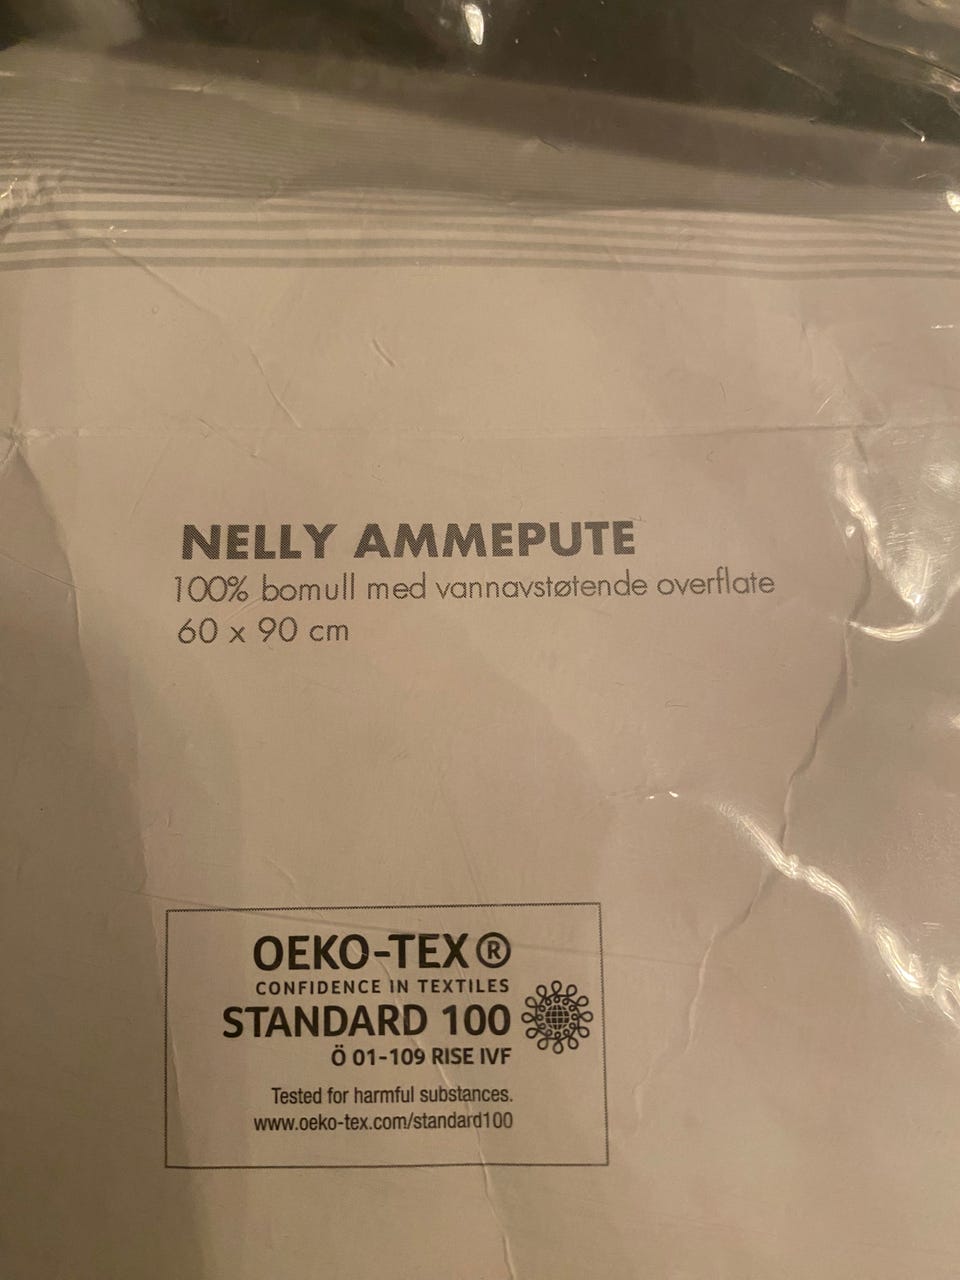 NELLY AMMEPUTE
100% bomull med vannavstøtende overflate
60 x 90 cm
OEKO-TEX®
CONFIDENCE IN TEXTILES
STANDARD 100
Ö 01-109 RISE IVF
Tested for harmful substances.
www.oeko-tex.com/standard100